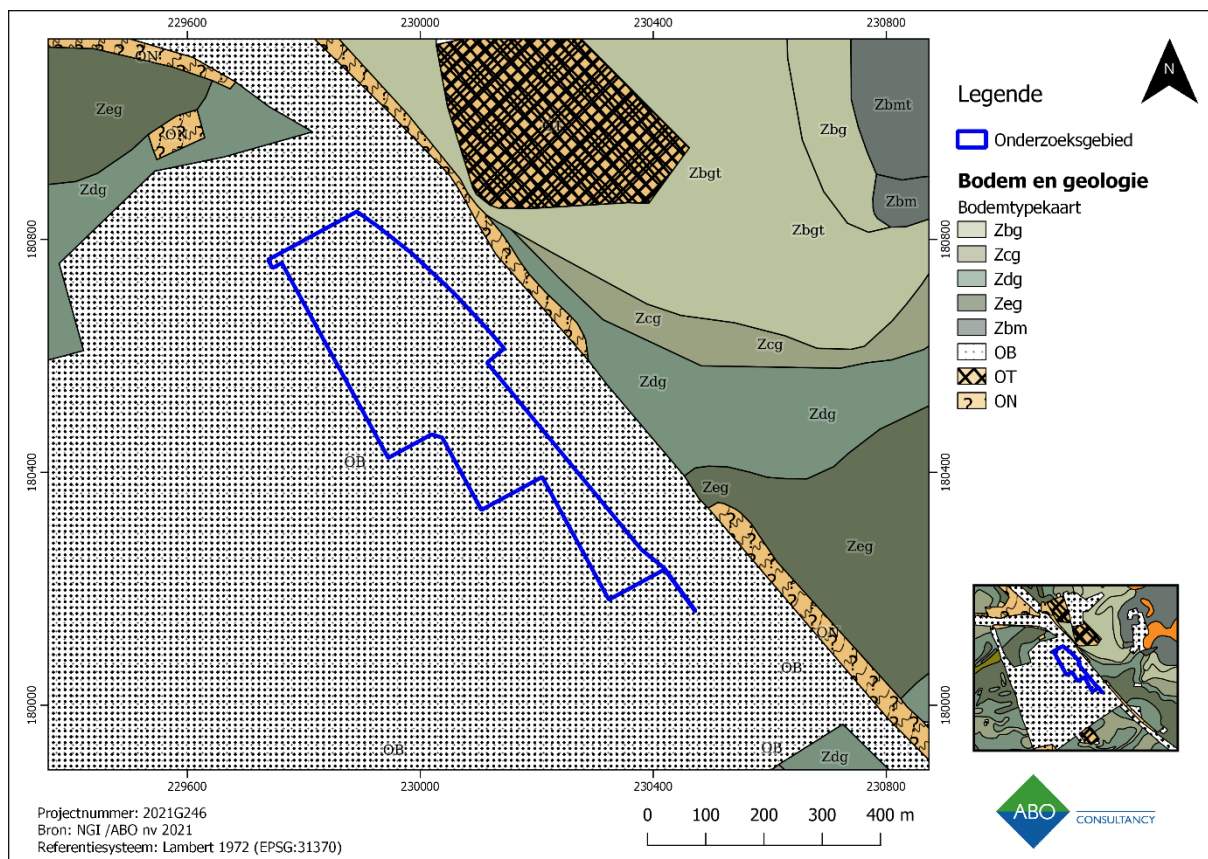 229600
230000
230400
230800
180800
180400
180000
ON
Zeg
ON
Zdg
Zbgt
Zbg
Zbmt
Zbm
Zbgt
Zcg
Zcg
Zdg
Zdg
OB
Zeg
Zeg
ON
OB
OB
OB
Zdg
180800
180400
180000
229600
230000
230400
230800
N
Legende
Onderzoeksgebied
Bodem en geologie
Bodemtypekaart
Zbg
Zcg
Zdg
Zeg
Zbm
OB
OT
ON
Projectnummer: 2021G246
Bron: NGI /ABO nv 2021
Referentiesysteem: Lambert 1972 (EPSG:31370)
0 100 200 300 400 m
ABO CONSULTANCY